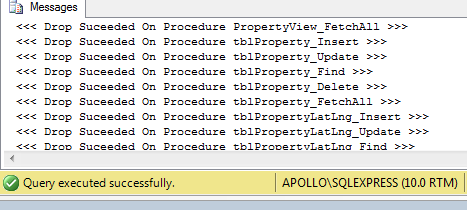 Messages
<<< Drop Suceeded On Procedure PropertyView_FetchAll >>>
<<< Drop Suceeded On Procedure tblProperty_Insert >>>
<<< Drop Suceeded On Procedure tblProperty_Update >>>
<<< Drop Suceeded On Procedure tblProperty_Find >>>
<<< Drop Suceeded On Procedure tblProperty_Delete >>>
<<< Drop Suceeded On Procedure tblProperty_FetchAll >>>
<<< Drop Suceeded On Procedure tblPropertyLatLng_Insert >>>
<<< Drop Suceeded On Procedure tblPropertyLatLng_Update >>>
<<< Drop Suceeded On Procedure tblPropertyLatLng_Find >>>
Query executed successfully. APOLLO\SQLEXPRESS (10.0 RTM)